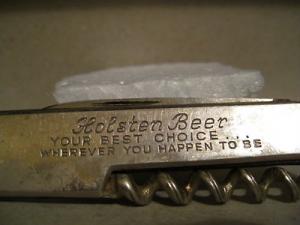 Holsten Beer
YOUR BEST CHOICE...
WHEREVER YOU HAPPEN TO BE